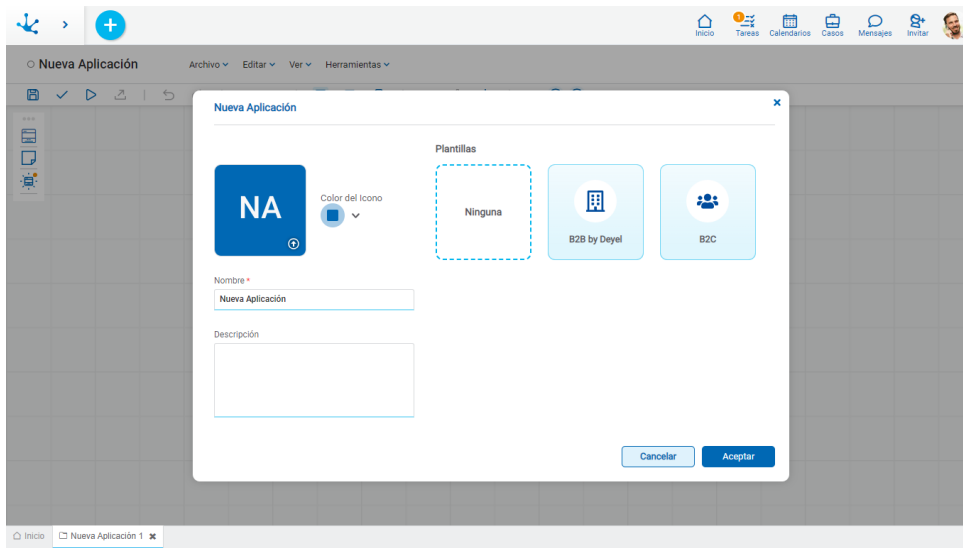 Inicio
1
Tareas
Calendarios
Casos
Mensajes
Invitar
Nueva Aplicación
Archivo
Editar
Ver
Herramientas
Nueva Aplicación
NA
Color del Icono
Plantillas
Ninguna
B2B by Deyel
B2C
Nombre *
Nueva Aplicación
Descripción
Cancelar
Aceptar
Inicio
Nueva Aplicación 1